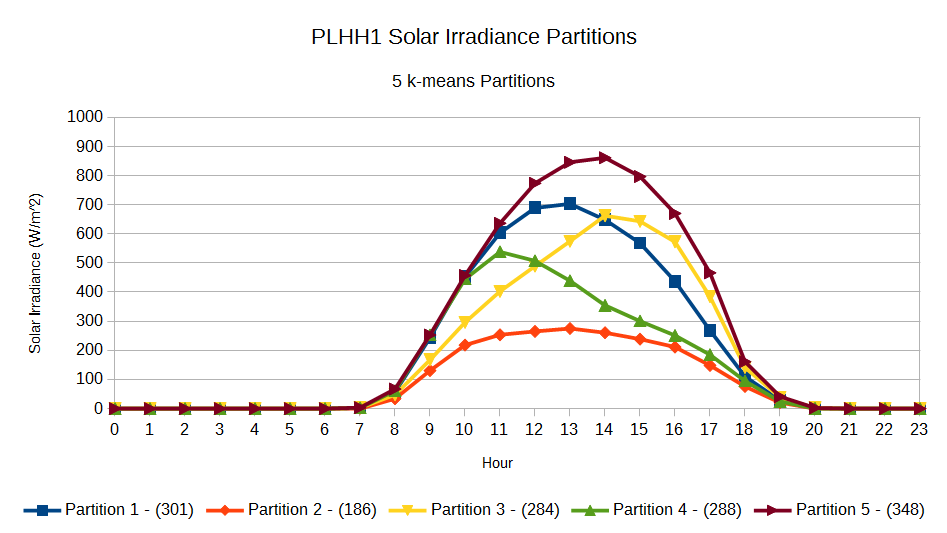 PLHH1 Solar Irradiance Partitions
5 k-means Partitions
1000
900
800
700
600
500
400
300
200
100
0
Solar Irradiance (W/m^2)
0 1 2 3 4 5 6 7 8 9 10 11 12 13 14 15 16 17 18 19 20 21 22 23
Hour
Partition 1 - (301) Partition 2 - (186) Partition 3 - (284) Partition 4 - (288) Partition 5 - (348)